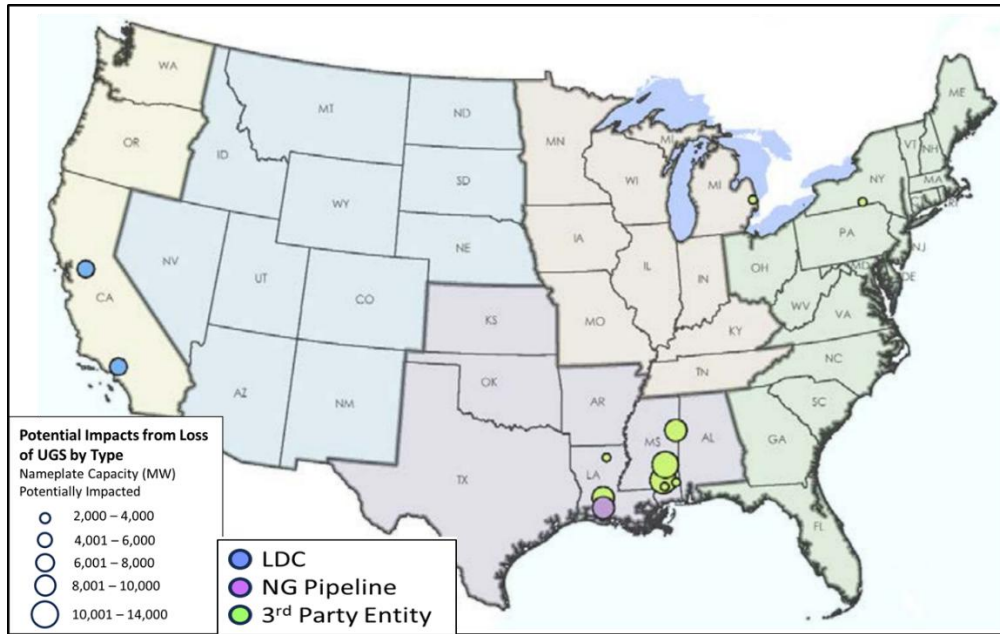 WA
MT
ND
MN
ME
OR
ID
SD
WI
MI
MI
VT
NH
NY
MA
WY
IA
NE
PA
NJ
NV
UT
CO
IL
IN
OH
MD
DE
WV
VA
CA
KS
MO
KY
NC
TN
AZ
NM
OK
AR
SC
MS
AL
GA
LA
TX
FL
Potential Impacts from Loss
of UGS by Type
Nameplate Capacity (MW)
Potentially Impacted
2,000 – 4,000
4,001 – 6,000
6,001 – 8,000
8,001 – 10,000
10,001 – 14,000
LDC
NG Pipeline
3rd Party Entity